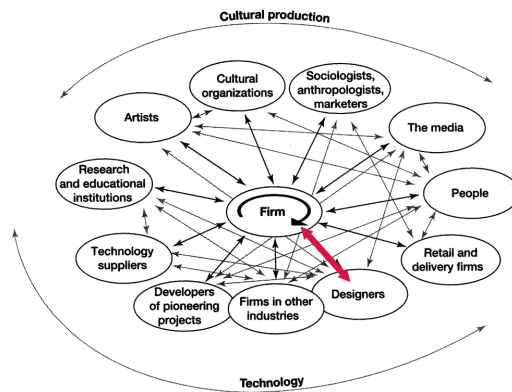 Cultural production
Cultural
organizations
Sociologists,
anthropologists,
marketers
Artists
The media
Research
and educational
institutions
People
Firm
Technology
suppliers
Retail and
delivery firms
Developers
of pioneering
projects
Firms in other
industries
Designers
Technology